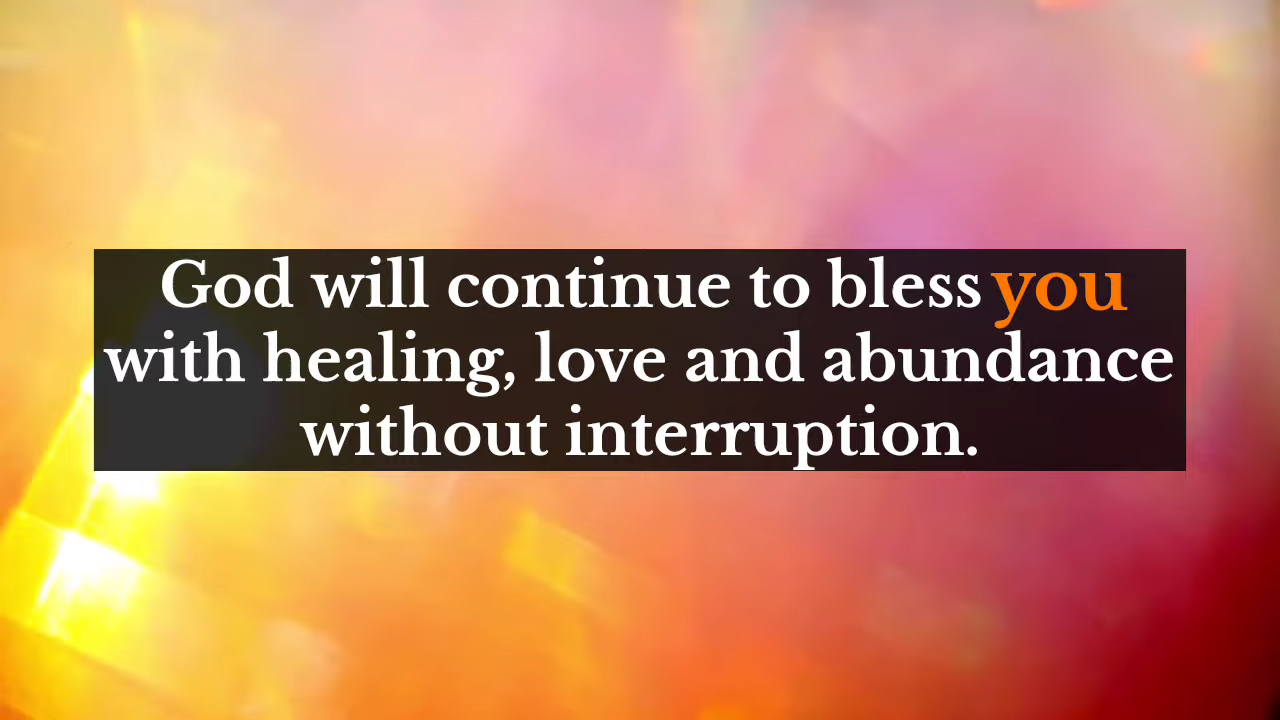 God will continue to bless you
with healing, love and abundance
without interruption.